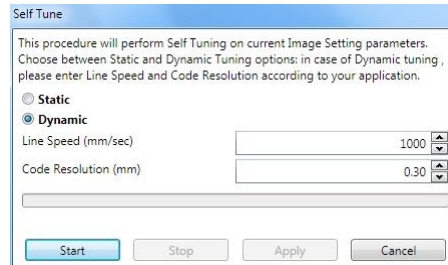 Self Tune
This procedure will perform Self Tuning on current Image Setting parameters.
Choose between Static and Dynamic Tuning options: in case of Dynamic tuning ,
please enter Line Speed and Code Resolution according to your application.
Static
Dynamic
Line Speed (mm/sec) 1000
Code Resolution (mm) 0.30
Start Stop Apply Cancel